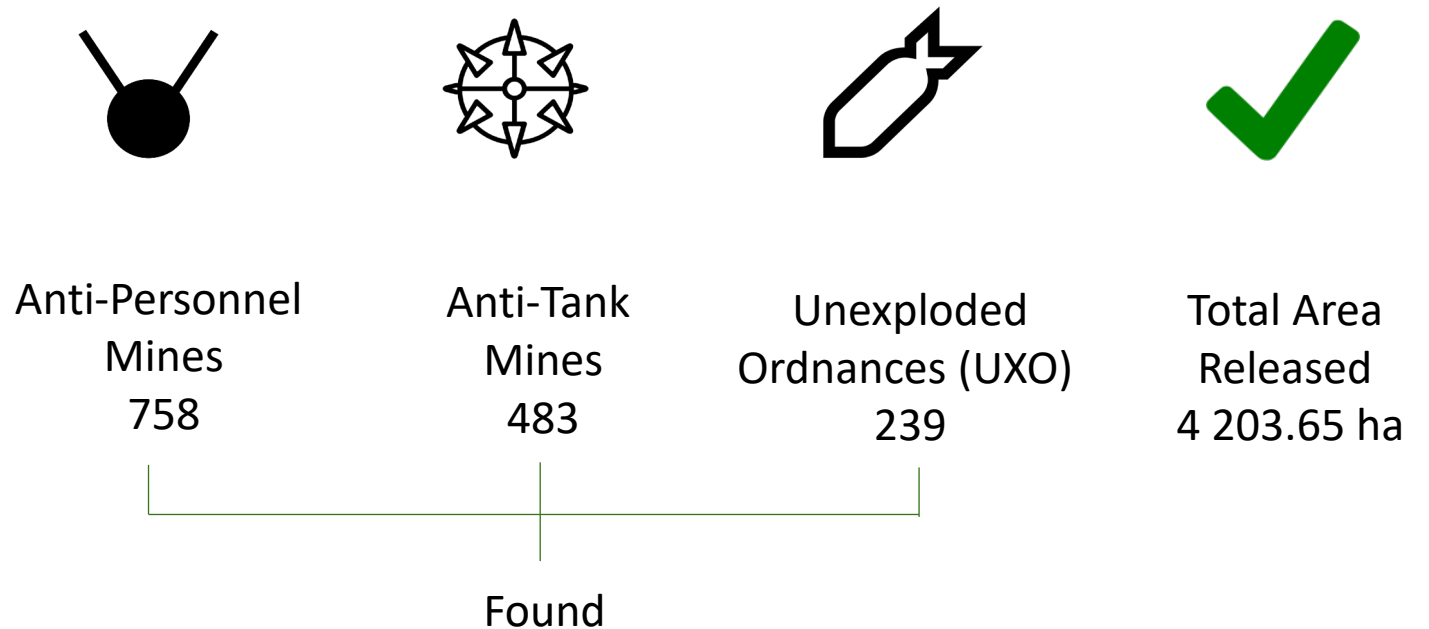 Anti-Personnel
Mines
758
Anti-Tank
Mines
483
Unexploded
Ordnances (UXO)
239
Total Area
Released
4 203.65 ha
Found